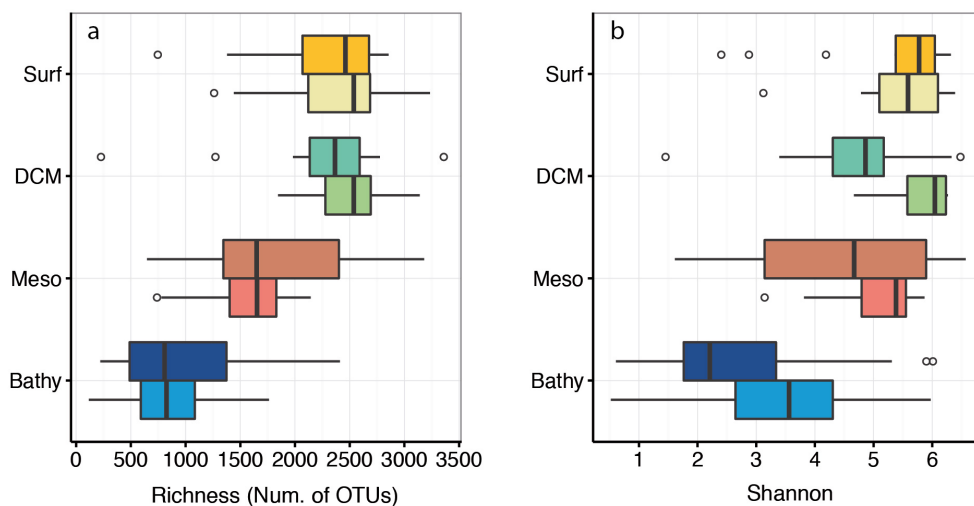 a
Surf
DCM
Meso
Bathy
0 500 1000 1500 2000 2500 3000 3500
Richness (Num. of OTUs)
b
Surf
DCM
Meso
Bathy
1 2 3 4 5 6
Shannon